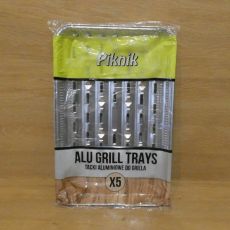 Piknik
ALU GRILL TRAYS
TACKI ALUMINIOWE DO GRILLA
X5